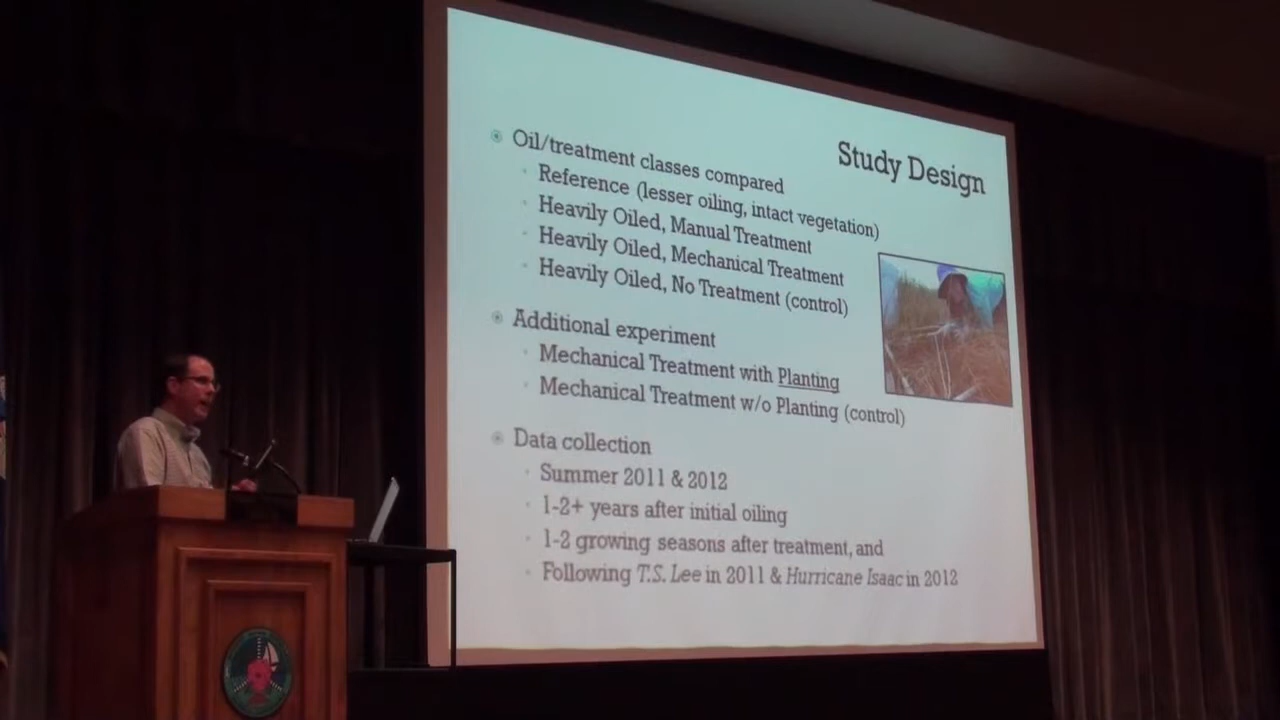 Study Design
Oil/treatment classes compared
Reference (lesser oiling, intact vegetation)
Heavily Oiled, Manual Treatment
Heavily Oiled, Mechanical Treatment
Heavily Oiled, No Treatment (control)
Additional experiment
Mechanical Treatment with Planting
Mechanical Treatment w/o Planting (control)
Data collection
Summer 2011 & 2012
1-2+ years after initial oiling
1-2 growing seasons after treatment, and
Following T.S. Lee in 2011 & Hurricane Isaac in 2012